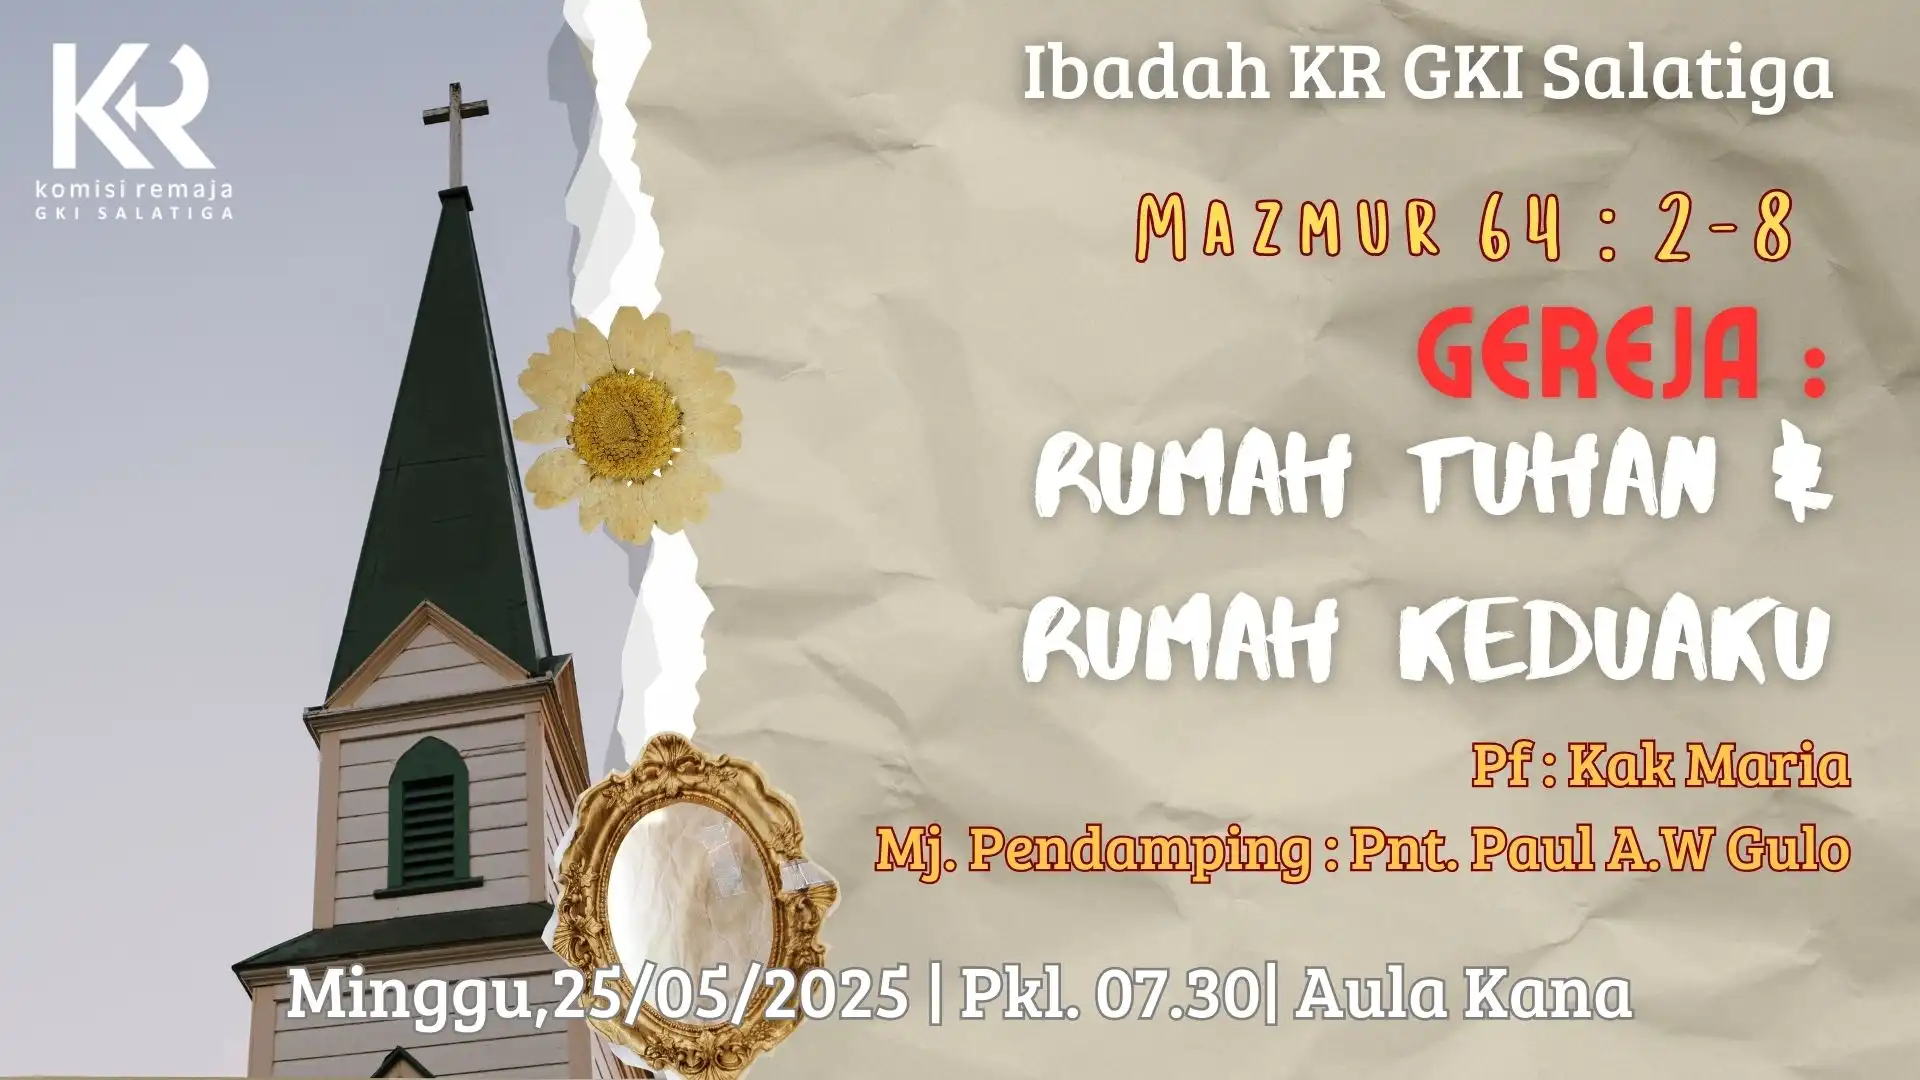 KR
komisi remaja
GKI SALATIGA
Ibadah KR GKI Salatiga
MAZMUR 64 : 2-8
GEREJA :
RUMAH TUHAN &
RUMAH KEDUAKU
Pf : Kak Maria
Mj. Pendamping : Pnt. Paul A.W Gulo
Minggu,25/05/2025 | Pkl. 07.30| Aula Kana